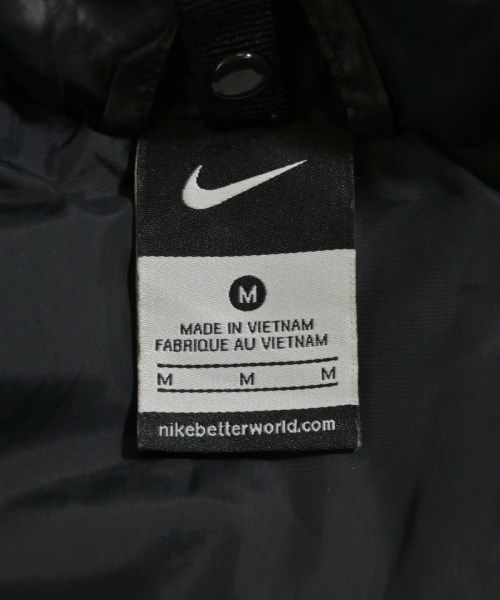 M
MADE IN VIETNAM
FABRIQUE AU VIETNAM
M M M
nikebetterworld.com